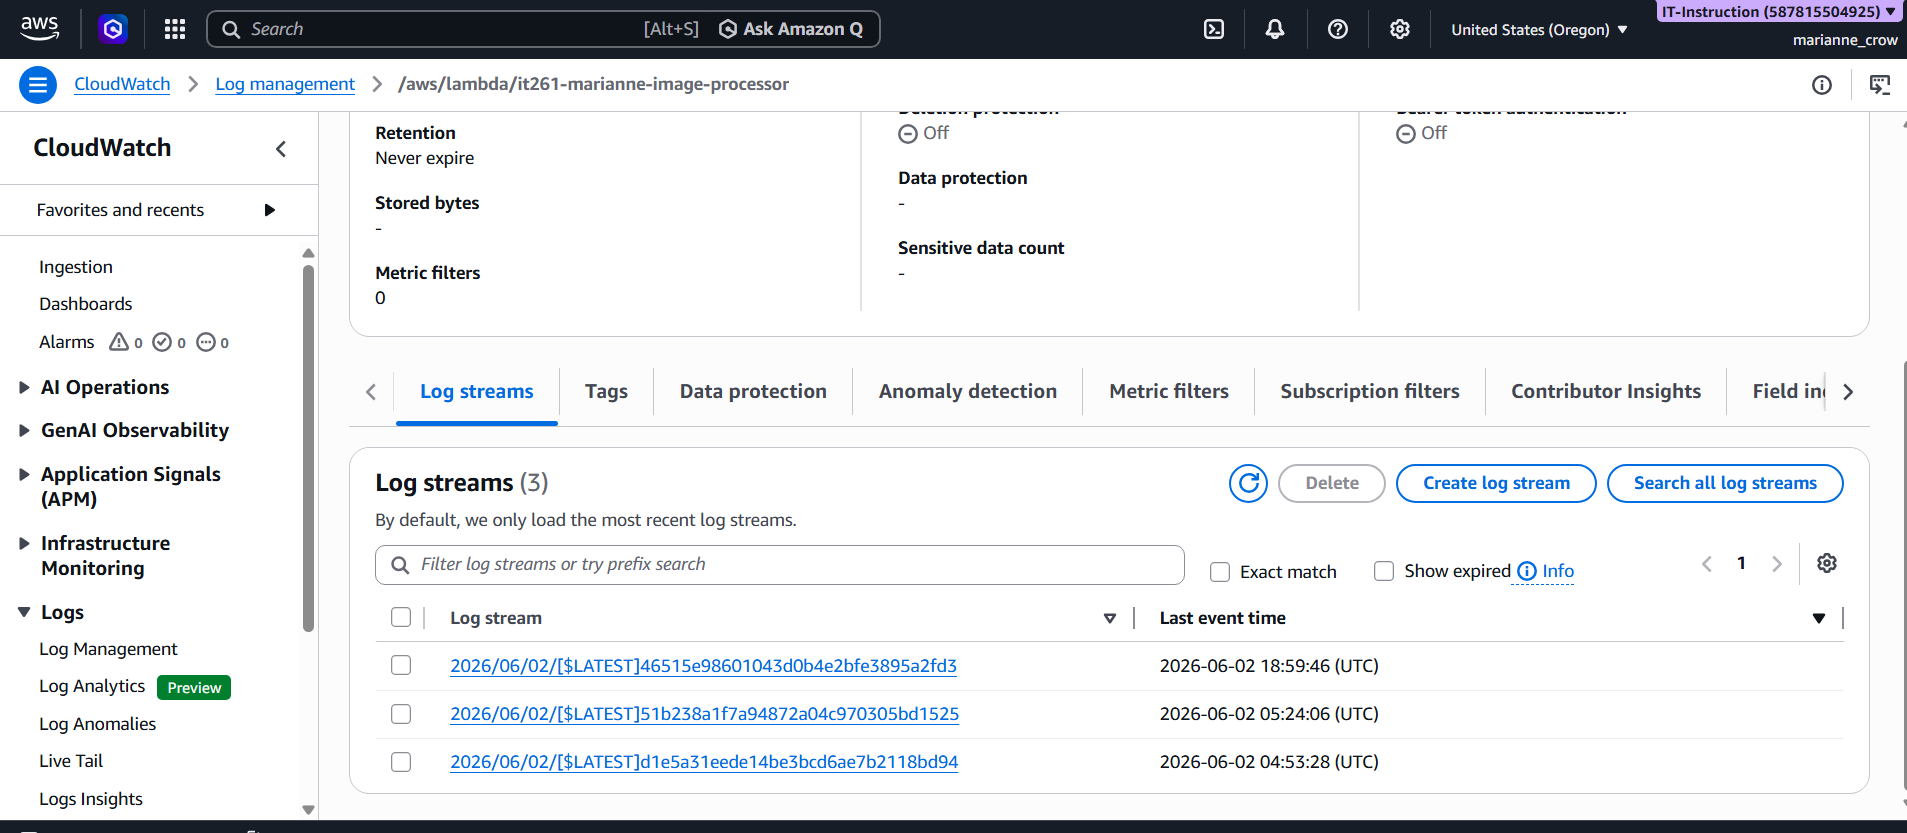 aws
Search
[Alt+S]
Ask Amazon Q
United States (Oregon)
IT-Instruction (587815504925)
marianne_crow
CloudWatch
Log management
/aws/lambda/it261-marianne-image-processor
CloudWatch
Favorites and recents
Ingestion
Dashboards
Alarms 0 0 0
AI Operations
GenAI Observability
Application Signals
(APM)
Infrastructure
Monitoring
Logs
Log Management
Log Analytics Preview
Log Anomalies
Live Tail
Logs Insights
Retention
Never expire
Stored bytes
-
Metric filters
0
Deletion protection
Off
Data protection
-
Sensitive data count
-
Bearer token authentication
Off
Log streams
Tags
Data protection
Anomaly detection
Metric filters
Subscription filters
Contributor Insights
Field in
Log streams (3)
Delete
Create log stream
Search all log streams
By default, we only load the most recent log streams.
Filter log streams or try prefix search
Exact match
Show expired
Info
1
Log stream
Last event time
2026/06/02/[$LATEST]46515e98601043d0b4e2bfe3895a2fd3 2026-06-02 18:59:46 (UTC)
2026/06/02/[$LATEST]51b238a1f7a94872a04c970305bd1525 2026-06-02 05:24:06 (UTC)
2026/06/02/[$LATEST]d1e5a31eede14be3bcd6ae7b2118bd94 2026-06-02 04:53:28 (UTC)